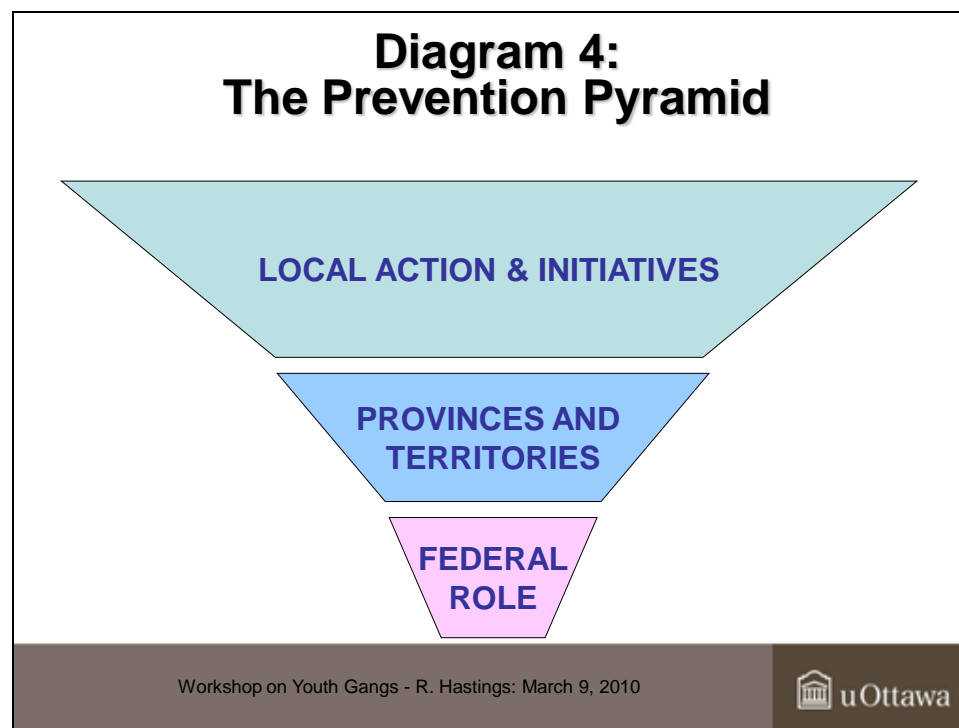 Diagram 4:
The Prevention Pyramid
LOCAL ACTION & INITIATIVES
PROVINCES AND
TERRITORIES
FEDERAL
ROLE
Workshop on Youth Gangs - R. Hastings: March 9, 2010
uOttawa